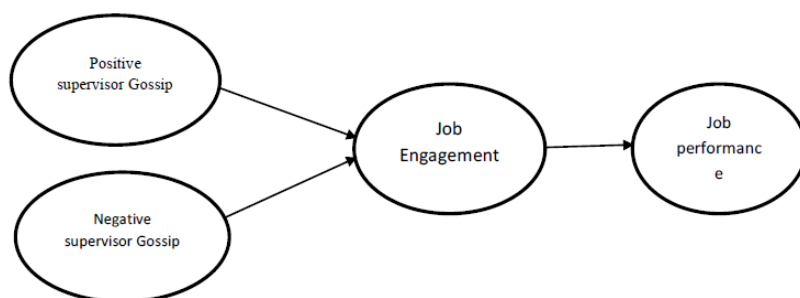 Positive
supervisor Gossip
Negative
supervisor Gossip
Job
Engagement
Job
performanc
e